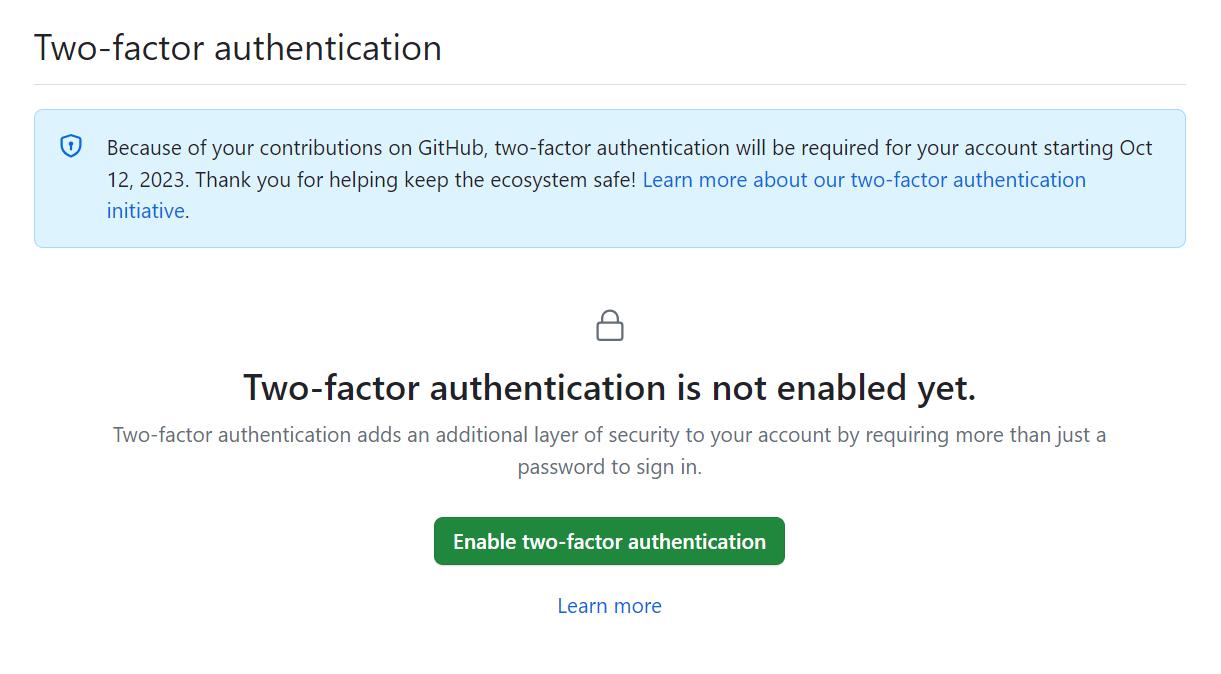 Two-factor authentication
Because of your contributions on GitHub, two-factor authentication will be required for your account starting Oct
12, 2023. Thank you for helping keep the ecosystem safe! Learn more about our two-factor authentication
initiative.
Two-factor authentication is not enabled yet.
Two-factor authentication adds an additional layer of security to your account by requiring more than just a
password to sign in.
Enable two-factor authentication
Learn more